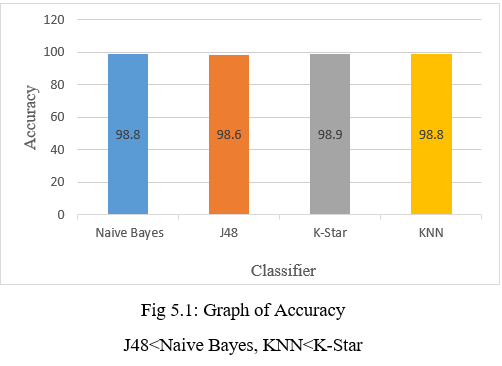 120
100
80
60
40
20
0
Accuracy
98.8 98.6 98.9 98.8
Naive Bayes J48 K-Star KNN
Classifier
Fig 5.1: Graph of Accuracy
J48<Naive Bayes, KNN<K-Star